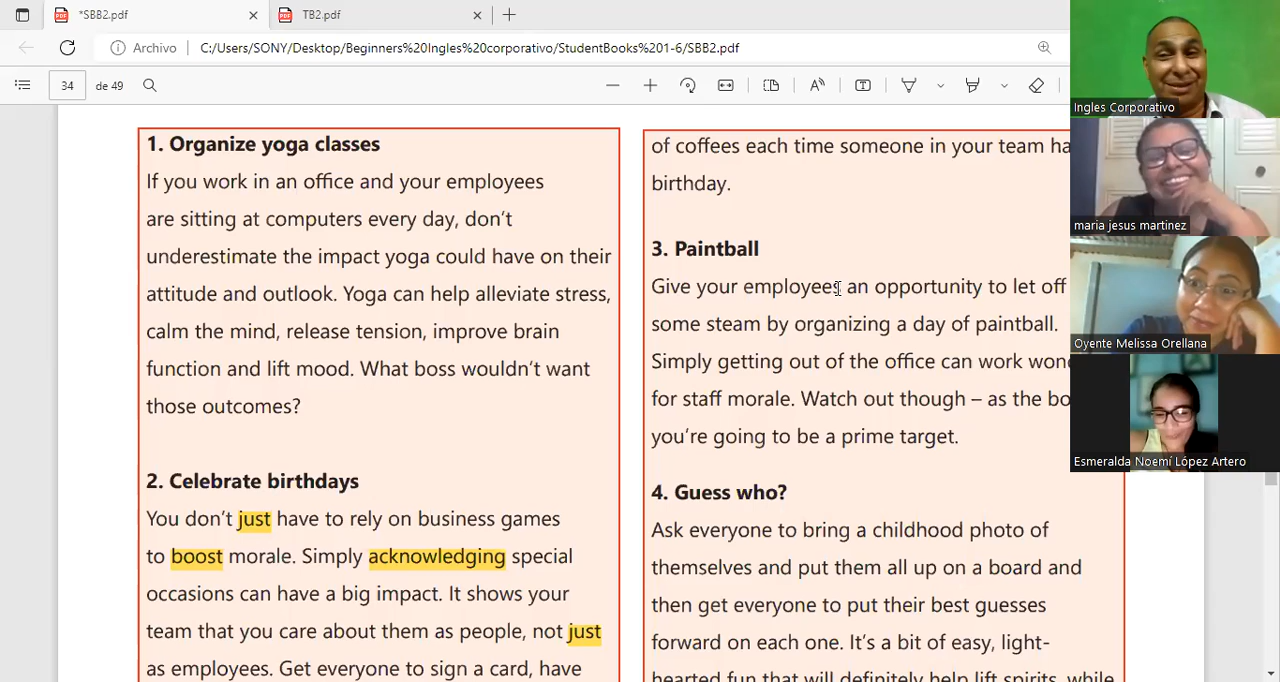 *SBB2.pdf
TB2.pdf
Archivo
C:/Users/SONY/Desktop/Beginners%20Ingles%20corporativo/StudentBooks%201-6/SBB2.pdf
34
de 49
1. Organize yoga classes
If you work in an office and your employees
are sitting at computers every day, don't
underestimate the impact yoga could have on their
attitude and outlook. Yoga can help alleviate stress,
calm the mind, release tension, improve brain
function and lift mood. What boss wouldn't want
those outcomes?
2. Celebrate birthdays
You don't just have to rely on business games
to boost morale. Simply acknowledging special
occasions can have a big impact. It shows your
team that you care about them as people, not just
as employees. Get everyone to sign a card, have
of coffees each time someone in your team ha
birthday.
3. Paintball
Give your employees an opportunity to let off
some steam by organizing a day of paintball.
Simply getting out of the office can work won
for staff morale. Watch out though – as the bo
you're going to be a prime target.
4. Guess who?
Ask everyone to bring a childhood photo of
themselves and put them all up on a board and
then get everyone to put their best guesses
forward on each one. It's a bit of easy, light-
hearted fun that will definitely help lift spirits, while
Ingles Corporativo
maria jesus martinez
Oyente Melissa Orellana
Esmeralda Noemí López Artero